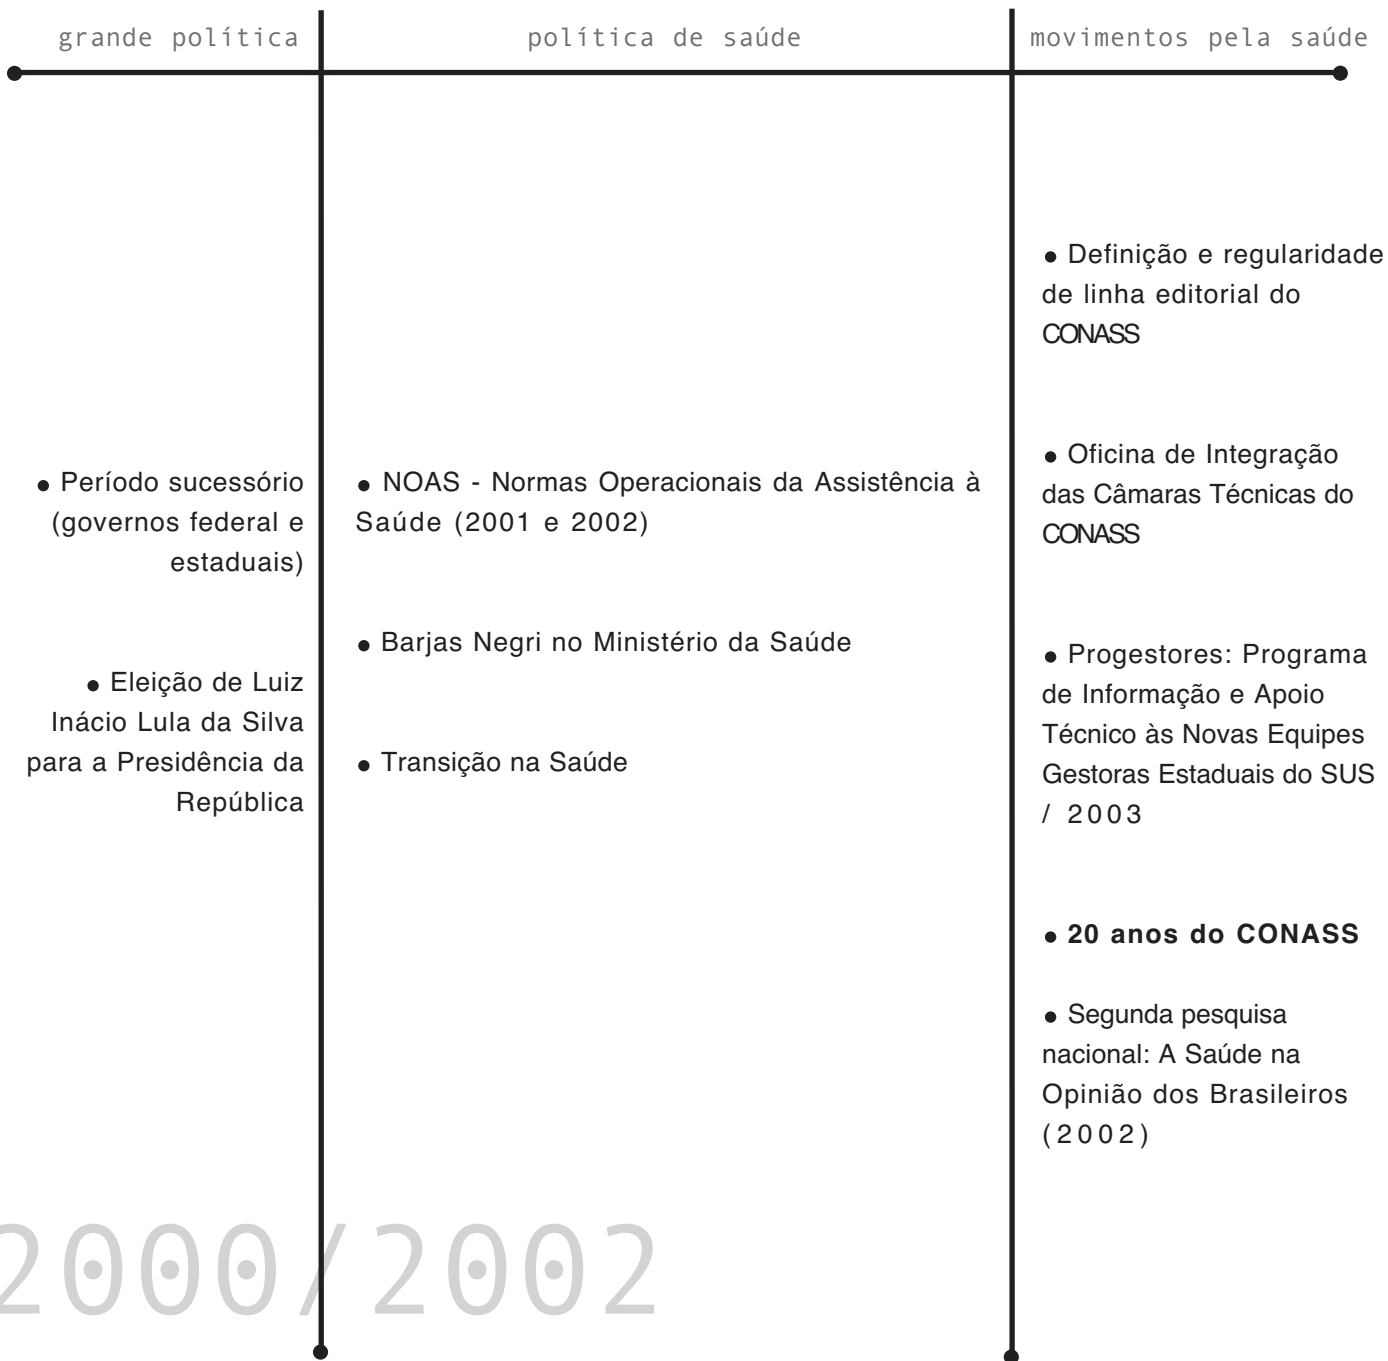 grande política
política de saúde
movimentos pela saúde
● Período sucessório
(governos federal e
estaduais)
● Eleição de Luiz
Inácio Lula da Silva
para a Presidência da
República
● NOAS - Normas Operacionais da Assistência à
Saúde (2001 e 2002)
● Barjas Negri no Ministério da Saúde
● Transição na Saúde
● Definição e regularidade
de linha editorial do
CONASS
● Oficina de Integração
das Câmaras Técnicas do
CONASS
● Progestores: Programa
de Informação e Apoio
Técnico às Novas Equipes
Gestoras Estaduais do SUS
/ 2003
● 20 anos do CONASS
● Segunda pesquisa
nacional: A Saúde na
Opinião dos Brasileiros
(2002)
2000/2002